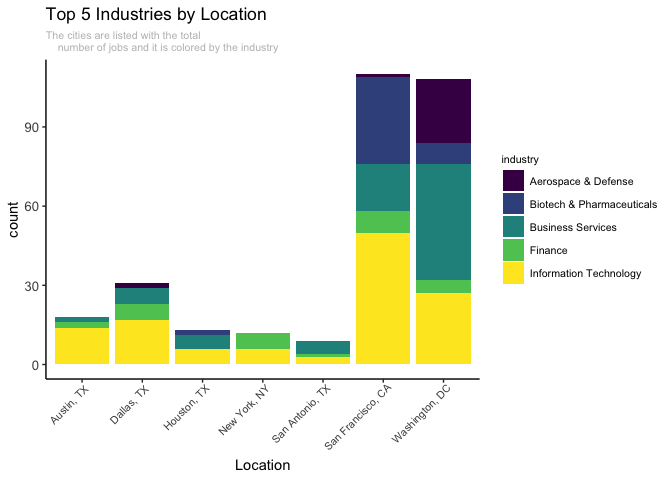 Top 5 Industries by Location
The cities are listed with the total
number of jobs and it is colored by the industry
count
90
60
30
0
Austin, TX
Dallas, TX
Houston, TX
New York, NY
San Antonio, TX
San Francisco, CA
Washington, DC
Location
industry
Aerospace & Defense
Biotech & Pharmaceuticals
Business Services
Finance
Information Technology